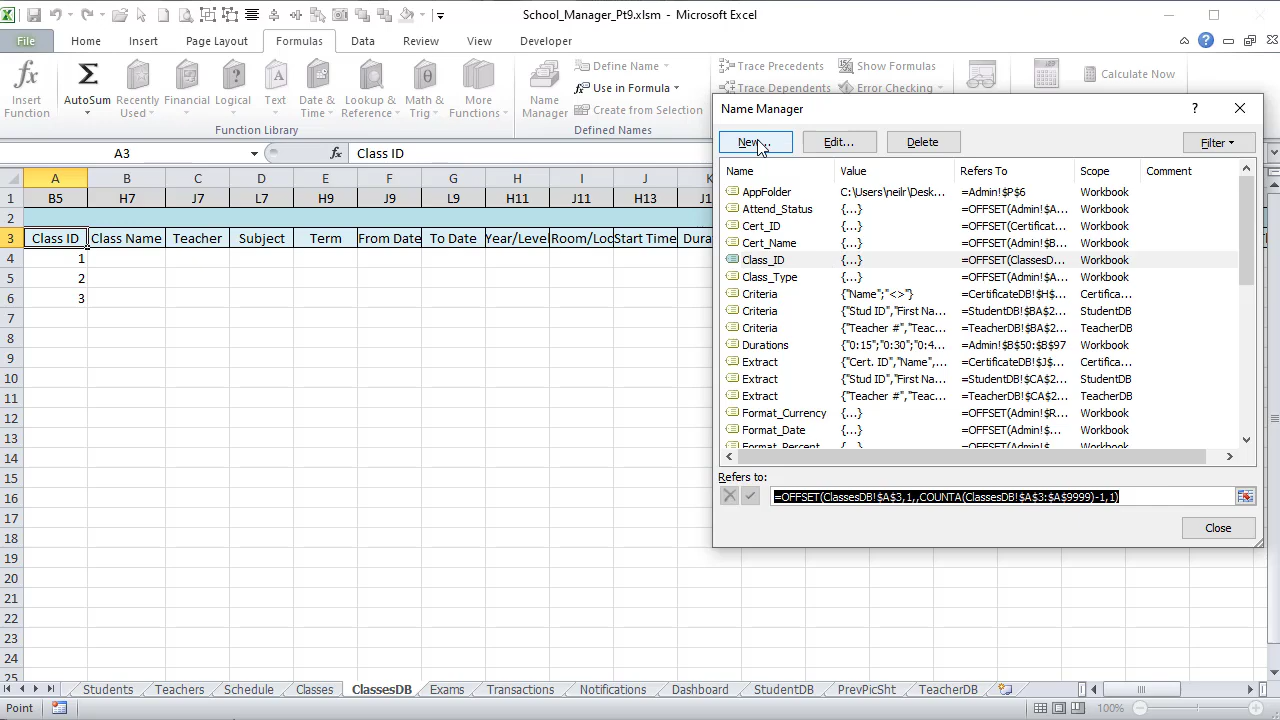 School_Manager_Pt9.xlsm - Microsoft Excel
File Home Insert Page Layout Formulas Data Review View Developer
Insert Function
AutoSum
Recently Used
Financial
Logical
Text
Date & Time
Lookup & Reference
Math & Trig
More Functions
Function Library
Name Manager
Define Name
Use in Formula
Create from Selection
Defined Names
Trace Precedents
Trace Dependents
Show Formulas
Error Checking
Calculate Now
A3 fx Class ID
A B C D E F G H I J K
1 B5 H7 J7 L7 H9 J9 L9 H11 J11 H13
2
3 Class ID Class Name Teacher Subject Term From Date To Date Year/Level Start Time
4 1
5 2
6 3
7
8
9
10
11
12
13
14
15
16
17
18
19
20
21
22
23
24
25
Name Manager
New... Edit... Delete Filter
Name Value Refers To Scope Comment
AppFolder C:\Users\neilr\Desk... =Admin!$P$6 Workbook
Attend_Status {...} =OFFSET(Admin!$A... Workbook
Cert_ID {...} =OFFSET(Certificat... Workbook
Cert_Name {...} =OFFSET(Admin!$B... Workbook
Class_ID {...} =OFFSET(ClassesD... Workbook
Class_Type {...} =OFFSET(Admin!$A... Workbook
Criteria {"Name";"<>"} =CertificateDB!$H$... Certifica...
Criteria {"Stud ID","First Na... =StudentDB!$BA$2... StudentDB
Criteria {"Teacher #","Teac... =TeacherDB!$BA$2... TeacherDB
Durations {"0:15";"0:30";"0:4... =Admin!$B$50:$B$97 Workbook
Extract {"Cert. ID","Name",... =CertificateDB!$J$... Certifica...
Extract {"Stud ID","First Na... =StudentDB!$CA$2... StudentDB
Extract {"Teacher #","Teac... =TeacherDB!$CA$2... TeacherDB
Format_Currency {...} =OFFSET(Admin!$R... Workbook
Format_Date {...} =OFFSET(Admin!$... Workbook
Format_Percent {...} =OFFSET(Admin!$... Workbook
Refers to:
=OFFSET(ClassesDB!$A$3,1,,COUNTA(ClassesDB!$A$3:$A$9999)-1,1)
Close
Students Teachers Schedule Classes ClassesDB Exams Transactions Notifications Dashboard StudentDB PrevPicSht TeacherDB
Point 100%